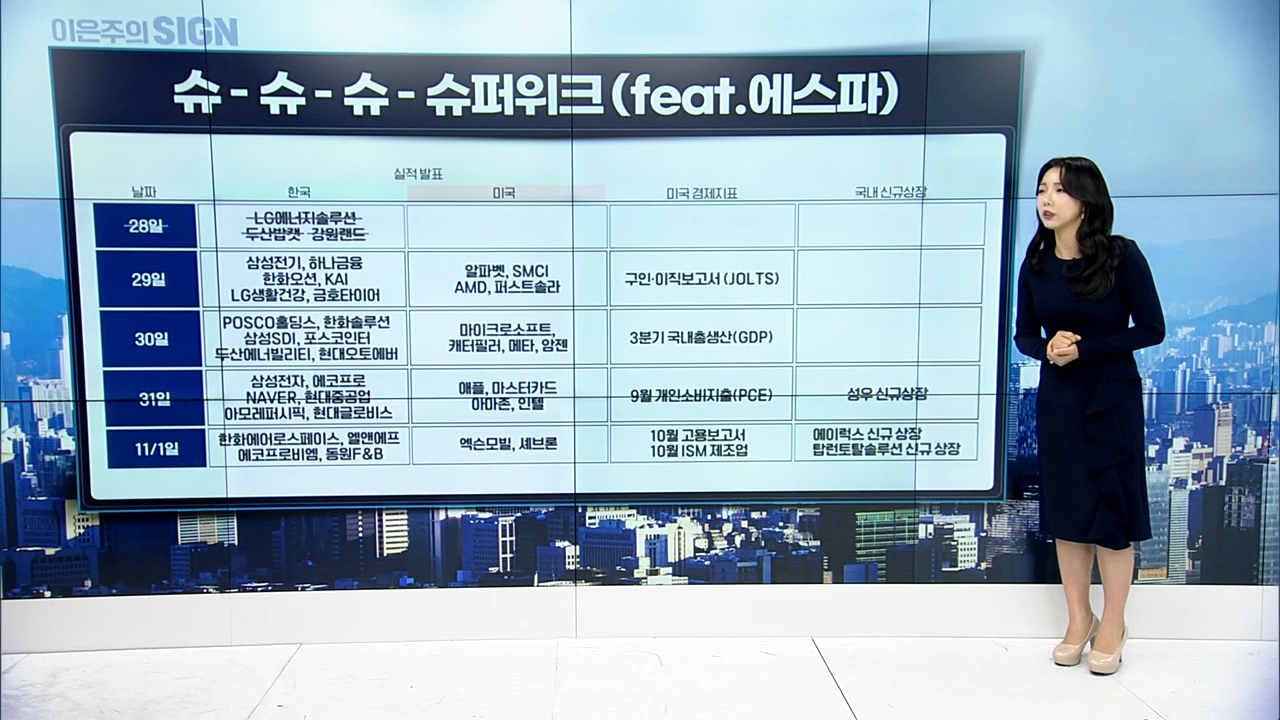 이은주의 SIGN
슈-슈-슈-슈퍼위크(feat.에스파)
실적 발표
날짜 한국 미국 미국 경제지표 국내 신규상장
28일
LG에너지솔루션
두산밥캣 강원랜드
29일
삼성전기, 하나금융
한화오션, KAI
LG생활건강, 금호타이어
알파벳, SMCI
AMD, 퍼스트솔라
구인·이직보고서 (JOLTS)
30일
POSCO홀딩스, 한화솔루션
삼성SDI, 포스코인터
두산에너빌리티, 현대오토에버
마이크로소프트,
캐터필러, 메타, 암젠
3분기 국내총생산(GDP)
31일
삼성전자, 에코프로
NAVER, 현대중공업
아모레퍼시픽, 현대글로비스
애플, 마스터카드
아마존, 인텔
9월 개인소비지출(PCE)
성우 신규상장
11/1일
한화에어로스페이스, 엘앤에프
에코프로비엠, 동원F&B
엑슨모빌, 셰브론
10월 고용보고서
10월 ISM 제조업
에이럭스 신규 상장
탑런토탈솔루션 신규 상장